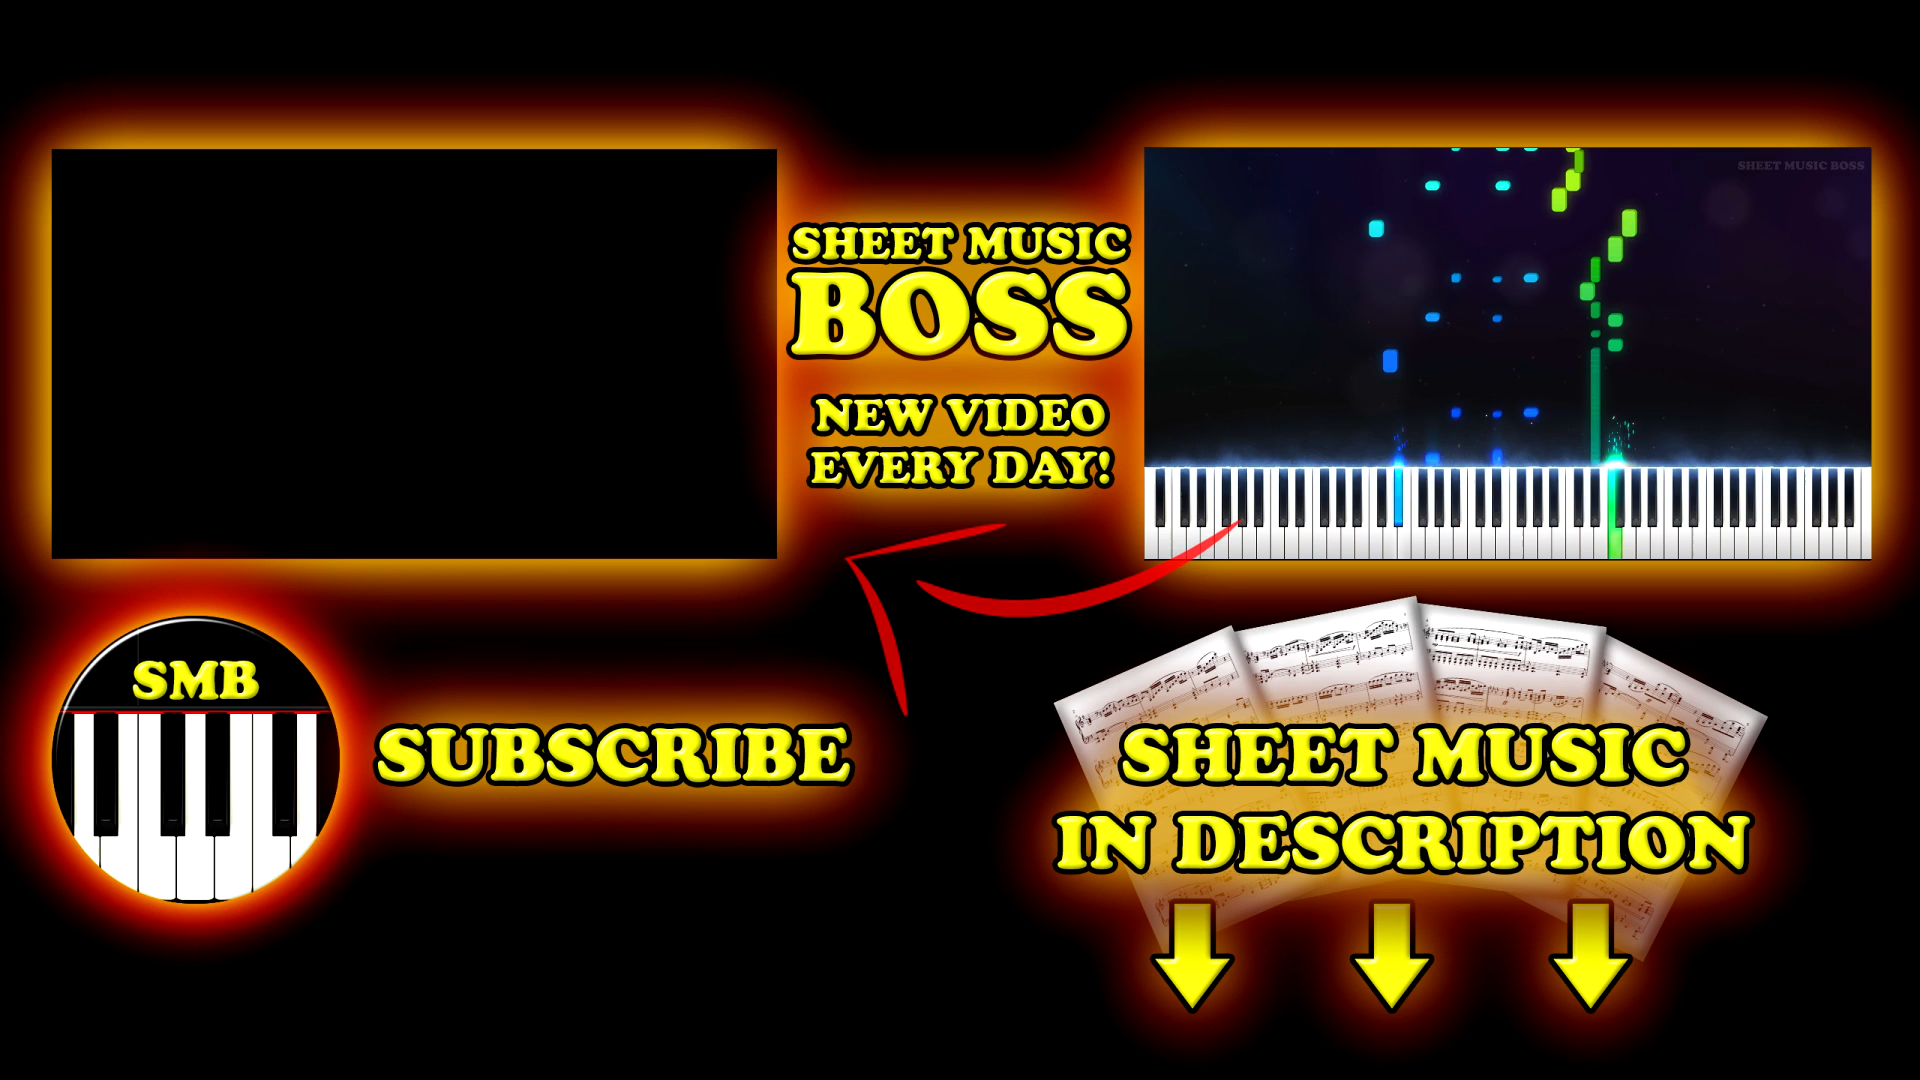 SHEET MUSIC BOSS
SHEET MUSIC
BOSS
NEW VIDEO
EVERY DAY!
SMB
SUBSCRIBE
SHEET MUSIC
IN DESCRIPTION